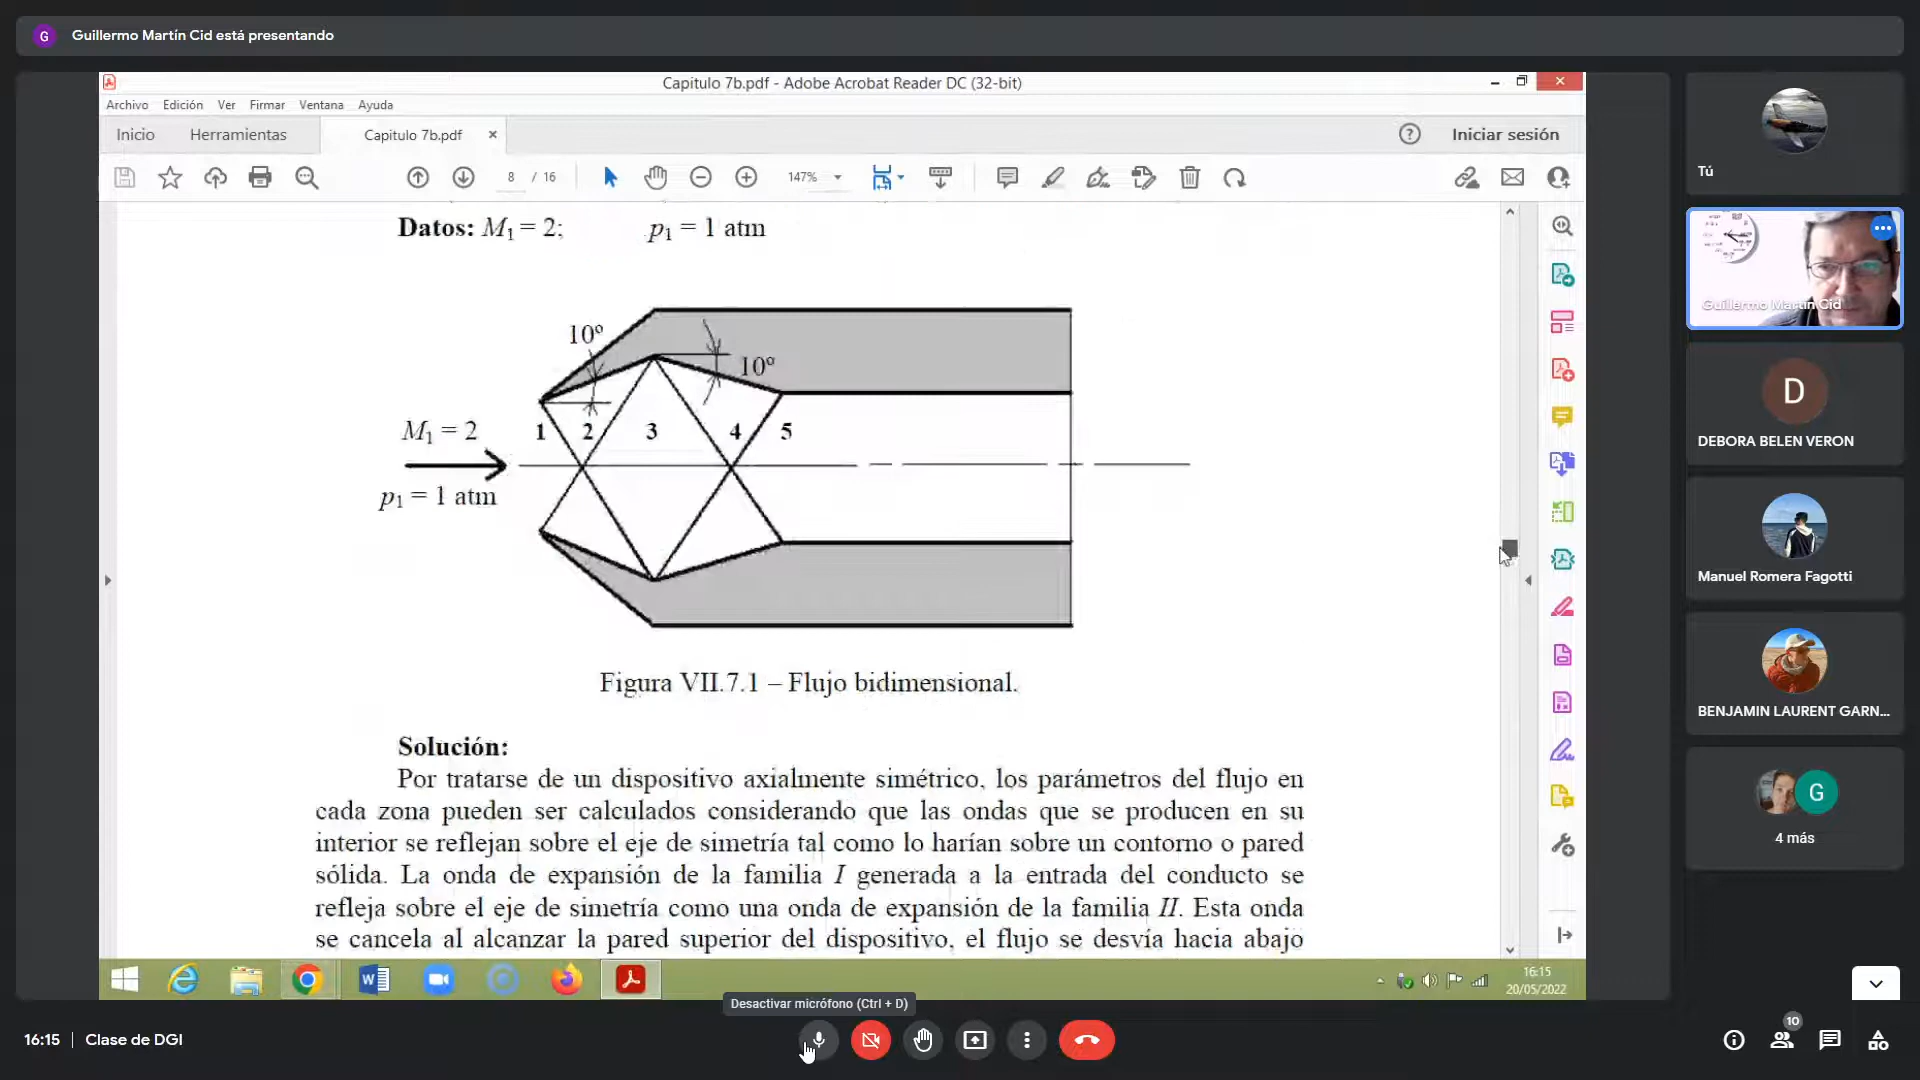 G Guillermo Martín Cid está presentando
Capitulo 7b.pdf - Adobe Acrobat Reader DC (32-bit)
Archivo Edición Ver Firmar Ventana Ayuda
Inicio Herramientas Capitulo 7b.pdf × ? Iniciar sesión
8 / 16 147%
Datos: M1 = 2; p1 = 1 atm
10º
10º
M1 = 2
1 2 3 4 5
p1 = 1 atm
Figura VII.7.1 – Flujo bidimensional.
Solución:
Por tratarse de un dispositivo axialmente simétrico, los parámetros del flujo en
cada zona pueden ser calculados considerando que las ondas que se producen en su
interior se reflejan sobre el eje de simetría tal como lo harían sobre un contorno o pared
sólida. La onda de expansión de la familia I generada a la entrada del conducto se
refleja sobre el eje de simetría como una onda de expansión de la familia II. Esta onda
se cancela al alcanzar la pared superior del dispositivo, el flujo se desvía hacia abajo
16:15
20/05/2022
Desactivar micrófono (Ctrl + D)
16:15 | Clase de DGI
10
Tú
Guillermo Martín Cid
D
DEBORA BELEN VERON
Manuel Romera Fagotti
BENJAMIN LAURENT GARN...
G
4 más